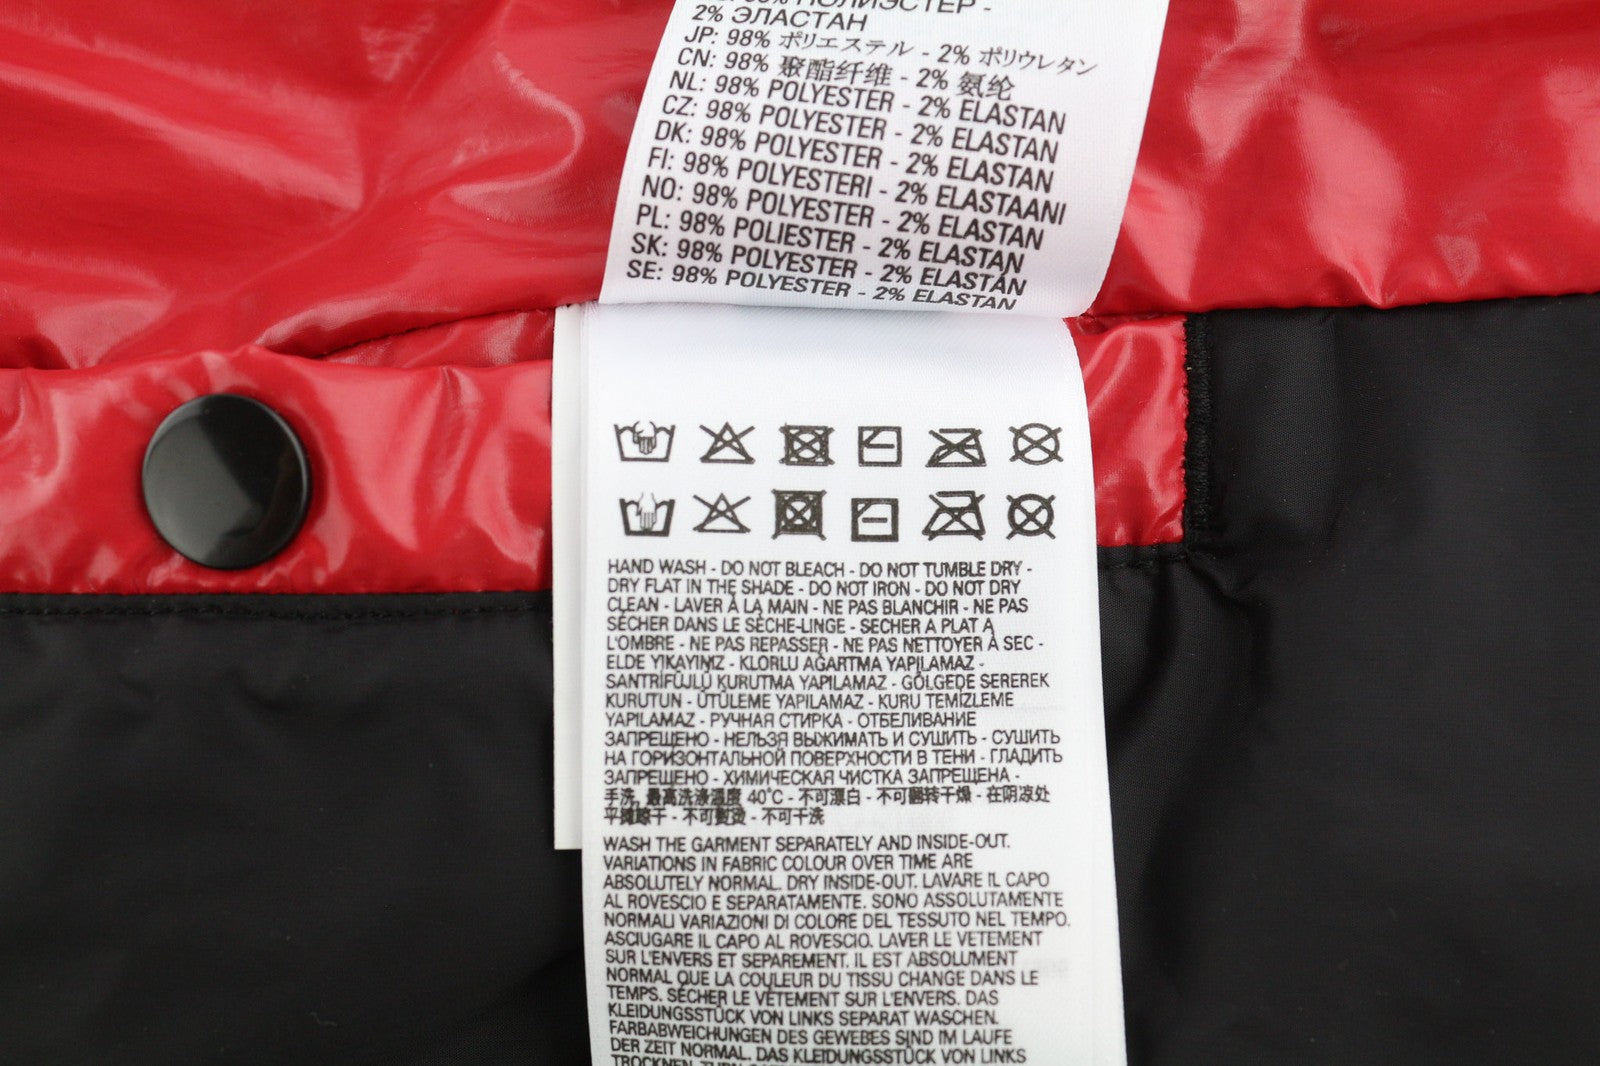 ПОЛИЭСТЕР -
2% ЭЛАСТАН
JP: 98% ポリエステル - 2% ポリウレタン
CN: 98% 聚酯纤维 - 2% 氨纶
NL: 98% POLYESTER - 2% ELASTAN
CZ: 98% POLYESTER - 2% ELASTAN
DK: 98% POLYESTER - 2% ELASTAN
FI: 98% POLYESTERI - 2% ELASTAANI
NO: 98% POLYESTER - 2% ELASTAN
PL: 98% POLIESTER - 2% ELASTAN
SK: 98% POLYESTER - 2% ELASTÁN
SE: 98% POLYESTER - 2% ELASTAN
HAND WASH - DO NOT BLEACH - DO NOT TUMBLE DRY -
DRY FLAT IN THE SHADE - DO NOT IRON - DO NOT DRY
CLEAN - LAVER À LA MAIN - NE PAS BLANCHIR - NE PAS
SÉCHER DANS LE SÈCHE-LINGE - SECHER A PLAT A
L'OMBRE - NE PAS REPASSER - NE PAS NETTOYER À SEC -
ELDE YIKAYINIZ - KLORLU AĞARTMA YAPILAMAZ -
SANTRİFÜJLÜ KURUTMA YAPILAMAZ - GÖLGEDE SEREREK
KURUTUN - ÜTÜLEME YAPILAMAZ - KURU TEMİZLEME
YAPILAMAZ - РУЧНАЯ СТИРКА - ОТБЕЛИВАНИЕ
ЗАПРЕЩЕНО - НЕЛЬЗЯ ВЫЖИМАТЬ И СУШИТЬ - СУШИТЬ
НА ГОРИЗОНТАЛЬНОЙ ПОВЕРХНОСТИ В ТЕНИ - ГЛАДИТЬ
ЗАПРЕЩЕНО - ХИМИЧЕСКАЯ ЧИСТКА ЗАПРЕЩЕНА -
手洗, 最高洗涤温度 40°C - 不可漂白 - 不可翻转干燥 - 在阴凉处
平摊晾干 - 不可熨烫 - 不可干洗
WASH THE GARMENT SEPARATELY AND INSIDE-OUT.
VARIATIONS IN FABRIC COLOUR OVER TIME ARE
ABSOLUTELY NORMAL. DRY INSIDE-OUT. LAVARE IL CAPO
AL ROVESCIO E SEPARATAMENTE. SONO ASSOLUTAMENTE
NORMALI VARIAZIONI DI COLORE DEL TESSUTO NEL TEMPO.
ASCIUGARE IL CAPO AL ROVESCIO. LAVER LE VETEMENT
SUR L'ENVERS ET SEPAREMENT. IL EST ABSOLUMENT
NORMAL QUE LA COULEUR DU TISSU CHANGE DANS LE
TEMPS. SÉCHER LE VÊTEMENT SUR L'ENVERS. DAS
KLEIDUNGSSTÜCK VON LINKS SEPARAT WASCHEN.
FARBABWEICHUNGEN DES GEWEBES SIND IM LAUFE
DER ZEIT NORMAL. DAS KLEIDUNGSSTÜCK VON LINKS
TROCKNEN.